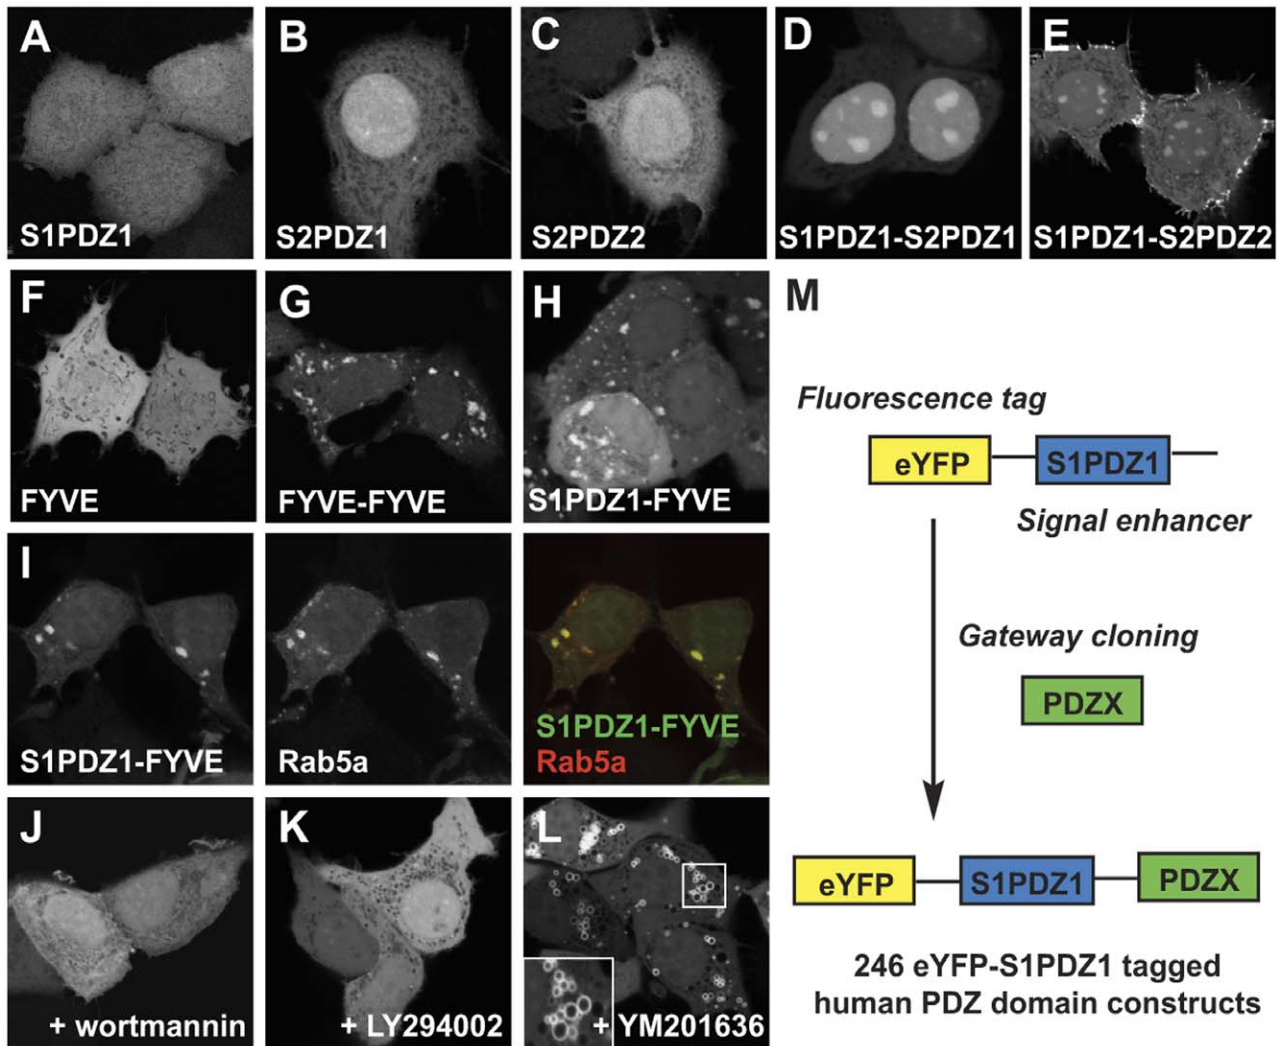 A
S1PDZ1
B
S2PDZ1
C
S2PDZ2
D
S1PDZ1-S2PDZ1
E
S1PDZ1-S2PDZ2
F
FYVE
G
FYVE-FYVE
H
S1PDZ1-FYVE
I
S1PDZ1-FYVE
Rab5a
S1PDZ1-FYVE
Rab5a
J
+ wortmannin
K
+ LY294002
L
+ YM201636
M
Fluorescence tag
eYFP
S1PDZ1
Signal enhancer
Gateway cloning
PDZX
eYFP
S1PDZ1
PDZX
246 eYFP-S1PDZ1 tagged
human PDZ domain constructs